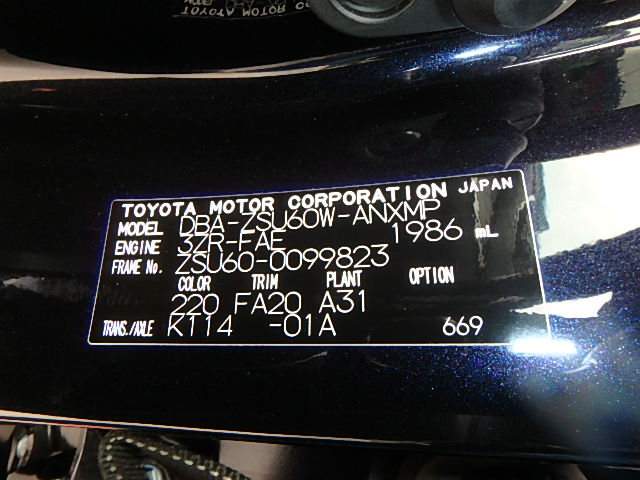 TOYOTA MOTOR CORPORATION JAPAN
MODEL DBA-ZSU60W-ANXMP
ENGINE 3ZR-FAE 1986 mL
FRAME No. ZSU60-0099823
COLOR TRIM PLANT OPTION
220 FA20 A31
TRANS./AXLE K114 -01A 669